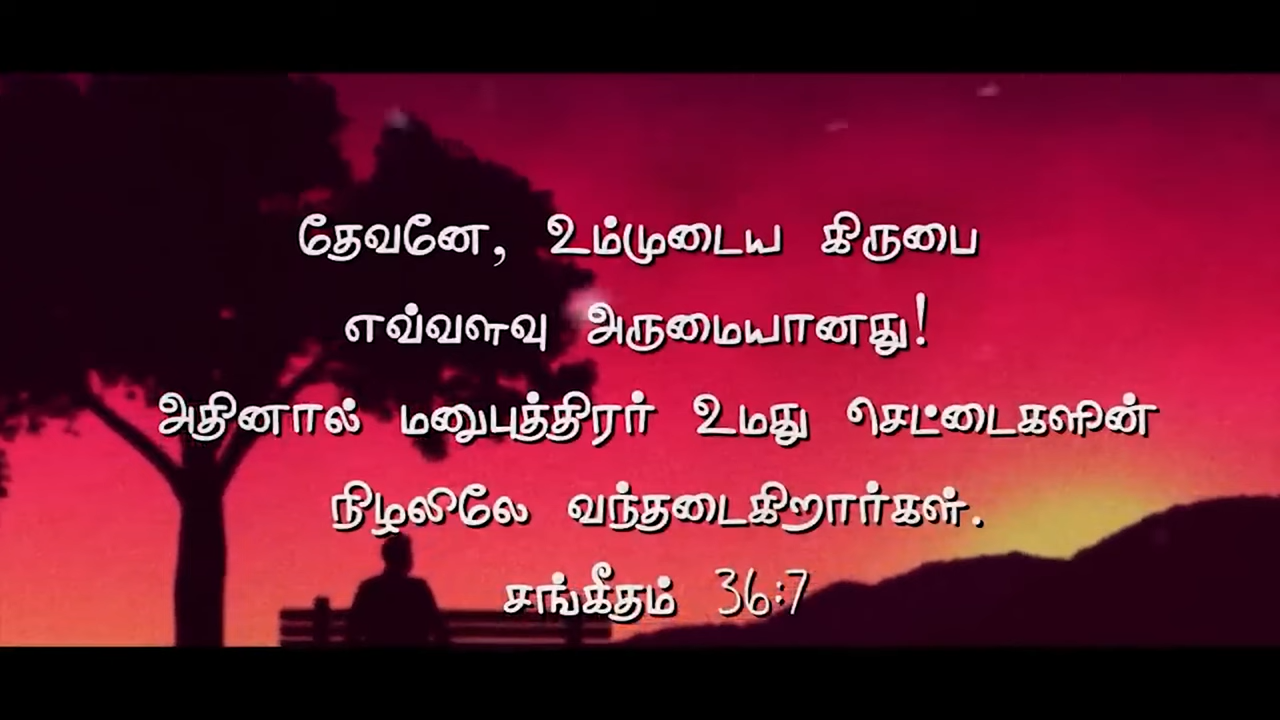 தேவனே, உம்முடைய கிருபை
எவ்வளவு அருமையானது!
அதினால் மனுபுத்திரர் உமது செட்டைகளின்
நிழலிலே வந்தடைகிறார்கள்.
சங்கீதம் 36:7